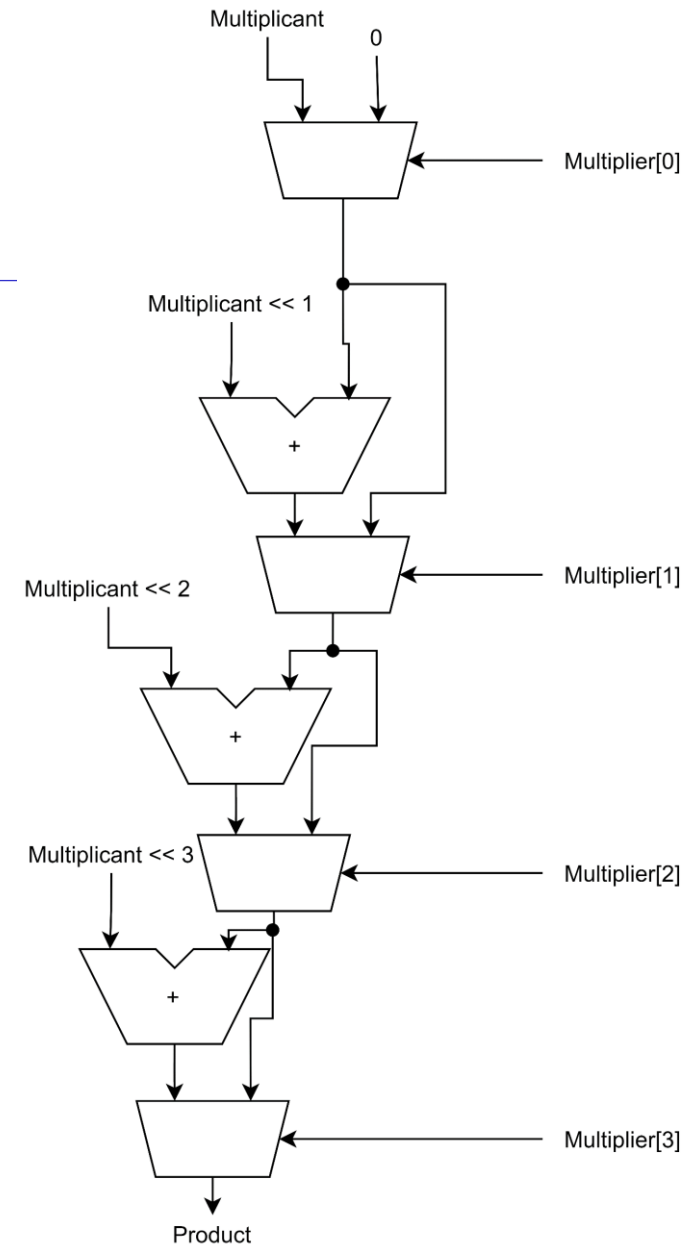 Multiplicant
0
Multiplier[0]
Multiplicant << 1
+
Multiplier[1]
Multiplicant << 2
+
Multiplier[2]
Multiplicant << 3
+
Multiplier[3]
Product